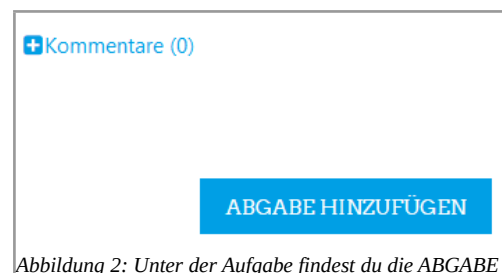 Kommentare (0)
ABGABE HINZUFÜGEN
Abbildung 2: Unter der Aufgabe findest du die ABGABE